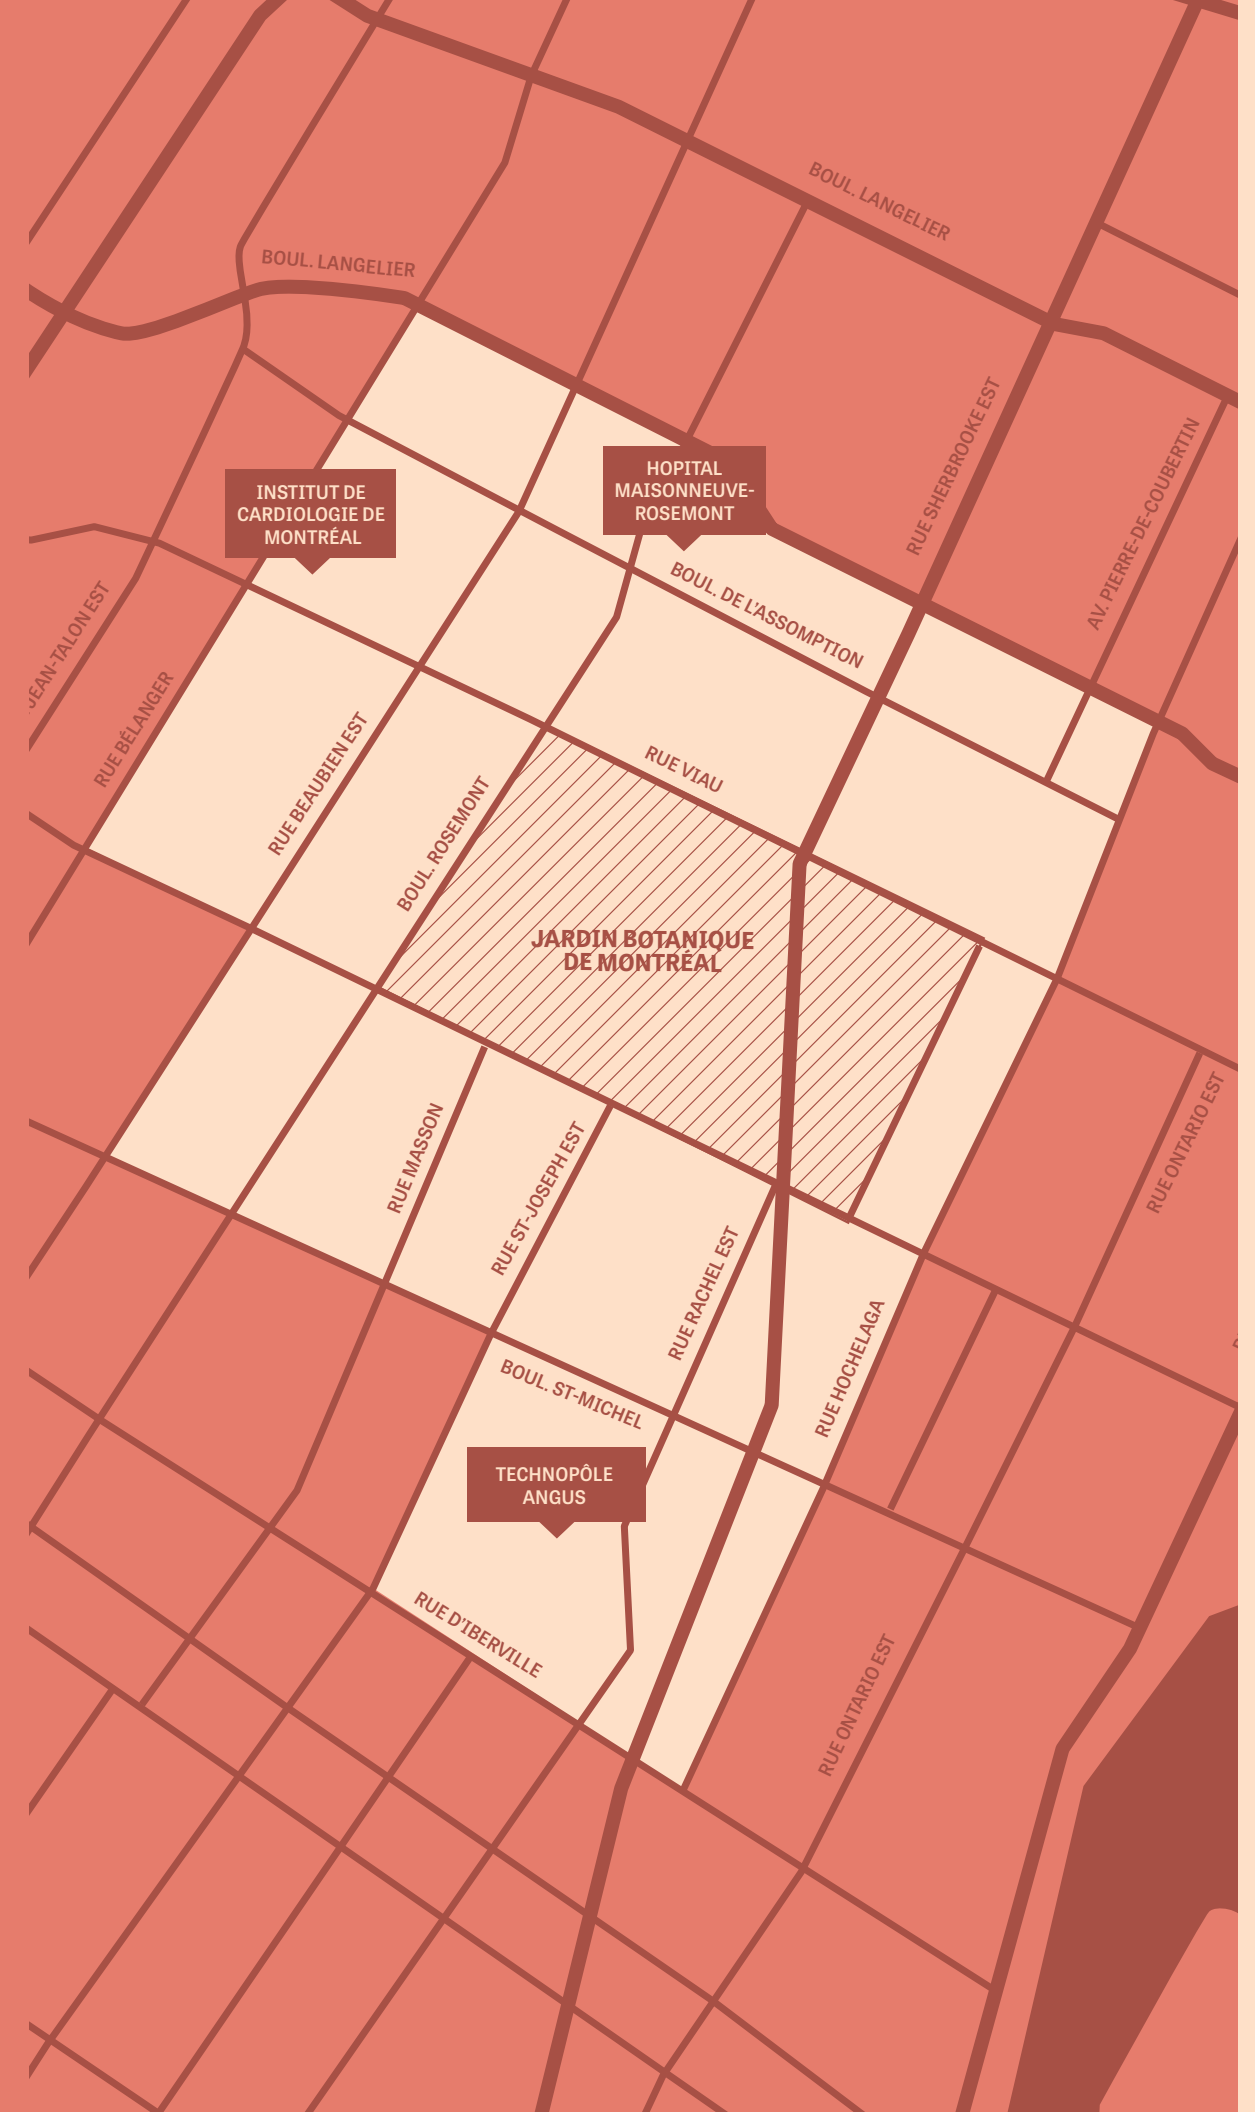 BOUL. LANGELIER
BOUL. LANGELIER
RUE SHERBROOKE EST
AV. PIERRE-DE-COUBERTIN
HOPITAL
MAISONNEUVE-
ROSEMONT
INSTITUT DE
CARDIOLOGIE DE
MONTRÉAL
BOUL. DE L'ASSOMPTION
JEAN-TALON EST
RUE BÉLANGER
RUE BEAUBIEN EST
BOUL. ROSEMONT
RUE VIAU
JARDIN BOTANIQUE
DE MONTRÉAL
RUE MASSON
RUE ST-JOSEPH EST
RUE RACHEL EST
RUE HOCHELAGA
RUE ONTARIO EST
BOUL. ST-MICHEL
TECHNOPÔLE
ANGUS
RUE D'IBERVILLE
RUE ONTARIO EST